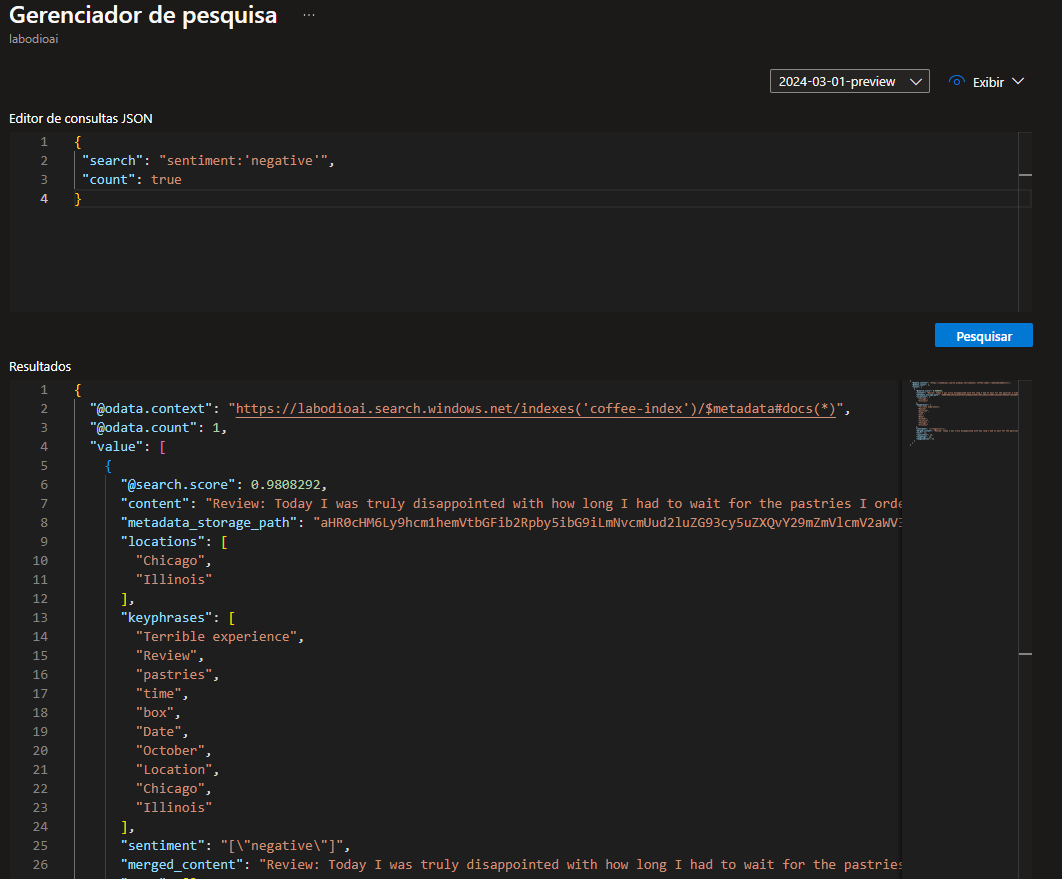 Gerenciador de pesquisa ...
labodioai
2024-03-01-preview Exibir
Editor de consultas JSON
1 {
2 "search": "sentiment:'negative'",
3 "count": true
4 }
Pesquisar
Resultados
1 {
2 "@odata.context": "https://labodioai.search.windows.net/indexes('coffee-index')/$metadata#docs(*)",
3 "@odata.count": 1,
4 "value": [
5 {
6 "@search.score": 0.9808292,
7 "content": "Review: Today I was truly disappointed with how long I had to wait for the pastries I orde
8 "metadata_storage_path":
9 "locations": [
10 "Chicago",
11 "Illinois"
12 ],
13 "keyphrases": [
14 "Terrible experience",
15 "Review",
16 "pastries",
17 "time",
18 "box",
19 "Date",
20 "October",
21 "Location",
22 "Chicago",
23 "Illinois"
24 ],
25 "sentiment": "[\"negative\"]",
26 "merged_content": "Review: Today I was truly disappointed with how long I had to wait for the pastries